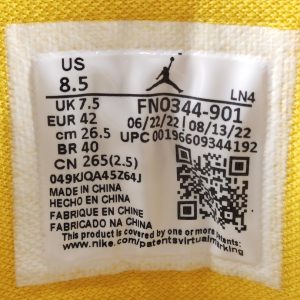 US
8.5
LN4
UK 7.5
FN0344-901
EUR 42
06/22/22 | 08/13/22
cm 26.5
UPC 00196609344192
BR 40
CN 265(2.5)
049KJQA45Z64J
MADE IN CHINA
HECHO EN CHINA
FABRIQUE EN CHINE
FABRICADO NA CHINA
This product is covered by one or more patents:
www.nike.com/patentsvirtualmarking